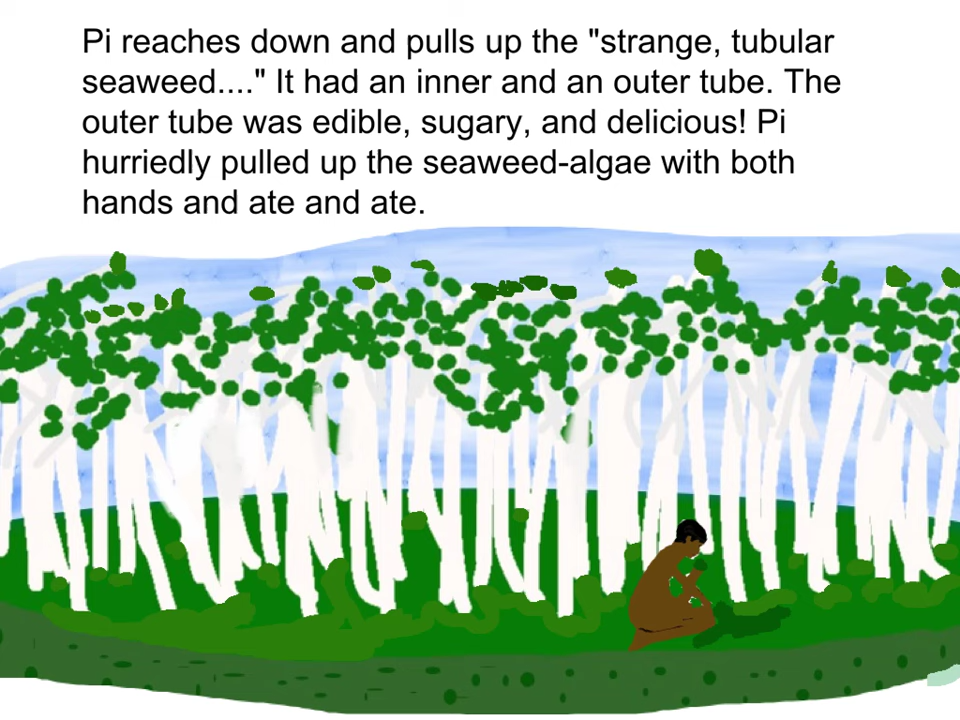 Pi reaches down and pulls up the "strange, tubular
seaweed...." It had an inner and an outer tube. The
outer tube was edible, sugary, and delicious! Pi
hurriedly pulled up the seaweed-algae with both
hands and ate and ate.